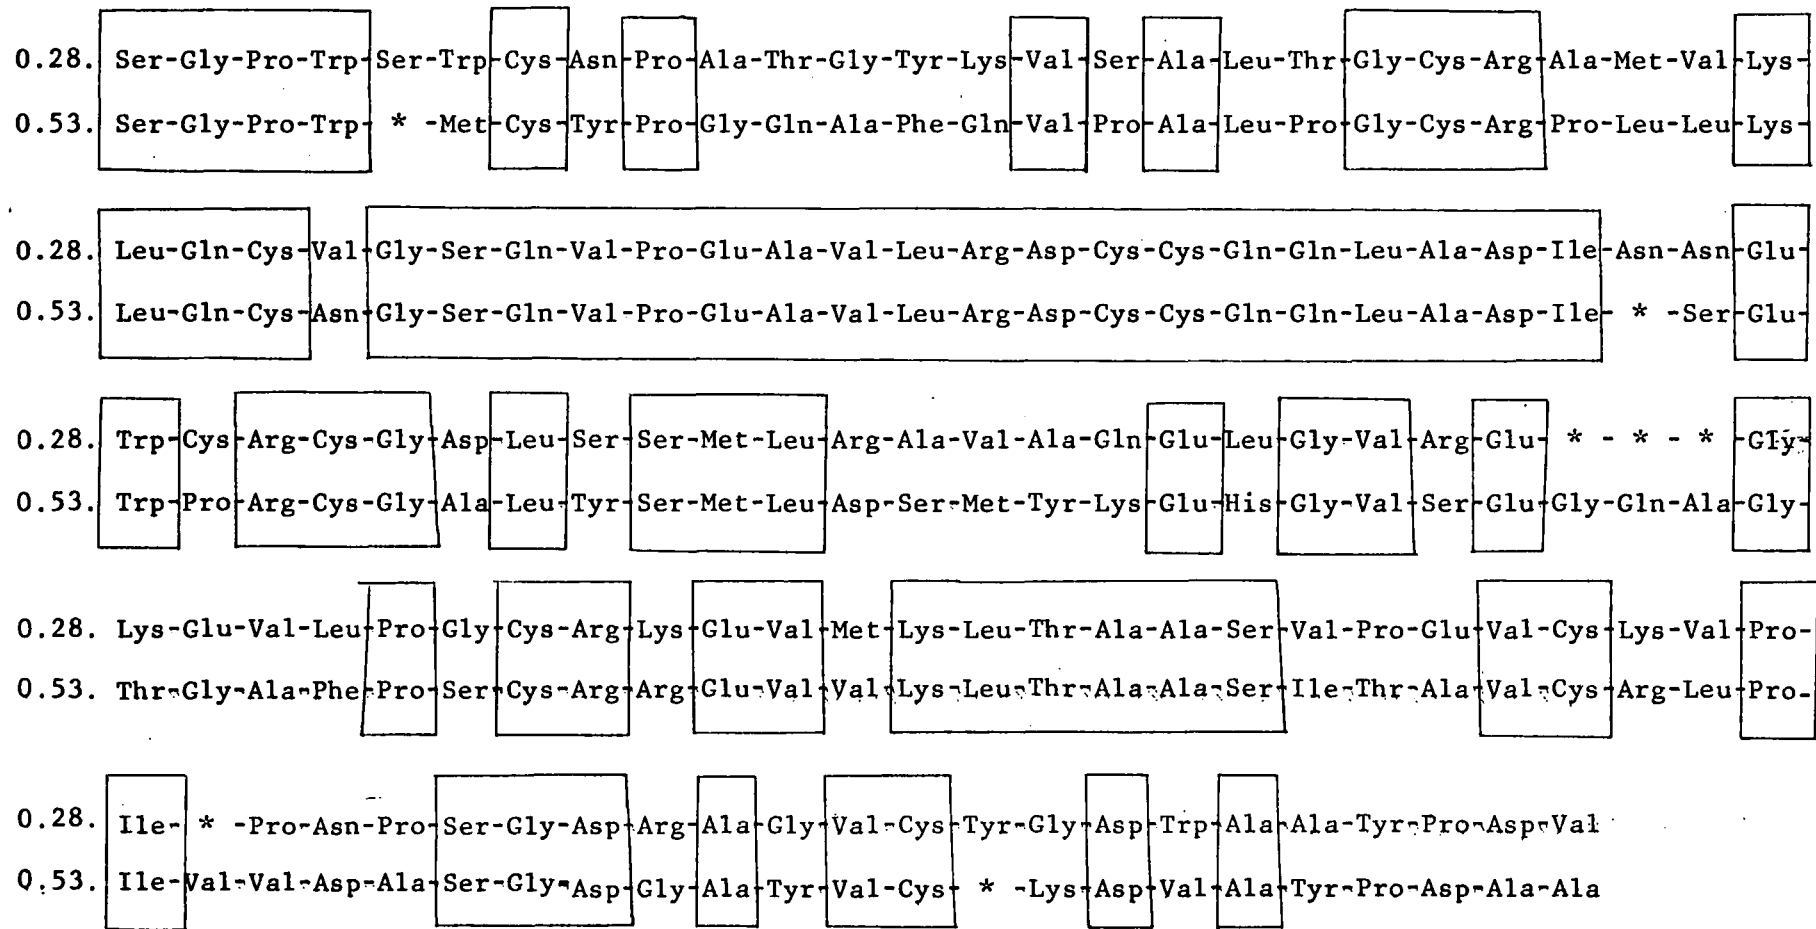 0.28. Ser-Gly-Pro-Trp-Ser-Trp-Cys-Asn-Pro-Ala-Thr-Gly-Tyr-Lys-Val-Ser-Ala-Leu-Thr-Gly-Cys-Arg-Ala-Met-Val-Lys-
0.53. Ser-Gly-Pro-Trp- * -Met-Cys-Tyr-Pro-Gly-Gln-Ala-Phe-Gln-Val-Pro-Ala-Leu-Pro-Gly-Cys-Arg-Pro-Leu-Leu-Lys-
0.28. Leu-Gln-Cys-Val-Gly-Ser-Gln-Val-Pro-Glu-Ala-Val-Leu-Arg-Asp-Cys-Cys-Gln-Gln-Leu-Ala-Asp-Ile-Asn-Asn-Glu-
0.53. Leu-Gln-Cys-Asn-Gly-Ser-Gln-Val-Pro-Glu-Ala-Val-Leu-Arg-Asp-Cys-Cys-Gln-Gln-Leu-Ala-Asp-Ile- * -Ser-Glu-
0.28. Trp-Cys-Arg-Cys-Gly-Asp-Leu-Ser-Ser-Met-Leu-Arg-Ala-Val-Ala-Gln-Glu-Leu-Gly-Val-Arg-Glu- * - * - * -Gly-
0.53. Trp-Pro-Arg-Cys-Gly-Ala-Leu-Tyr-Ser-Met-Leu-Asp-Ser-Met-Tyr-Lys-Glu-His-Gly-Val-Ser-Glu-Gly-Gln-Ala-Gly-
0.28. Lys-Glu-Val-Leu-Pro-Gly-Cys-Arg-Lys-Glu-Val-Met-Lys-Leu-Thr-Ala-Ala-Ser-Val-Pro-Glu-Val-Cys-Lys-Val-Pro-
0.53. Thr-Gly-Ala-Phe-Pro-Ser-Cys-Arg-Arg-Glu-Val-Val-Lys-Leu-Thr-Ala-Ala-Ser-Ile-Thr-Ala-Val-Cys-Arg-Leu-Pro-
0.28. Ile- * -Pro-Asn-Pro-Ser-Gly-Asp-Arg-Ala-Gly-Val-Cys-Tyr-Gly-Asp-Trp-Ala-Ala-Tyr-Pro-Asp-Val
0.53. Ile-Val-Val-Asp-Ala-Ser-Gly-Asp-Gly-Ala-Tyr-Val-Cys- * -Lys-Asp-Val-Ala-Tyr-Pro-Asp-Ala-Ala